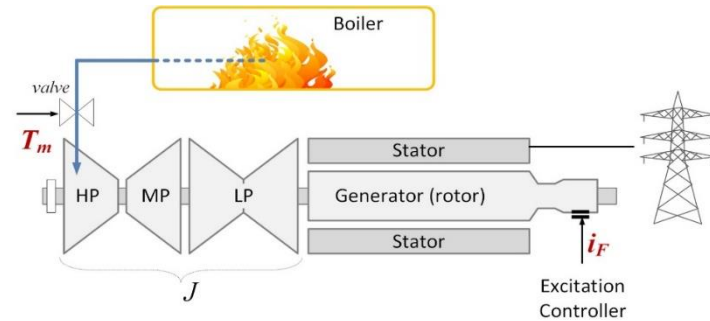 Boiler
valve
T_m
HP
MP
LP
Stator
Generator (rotor)
Stator
J
i_F
Excitation
Controller